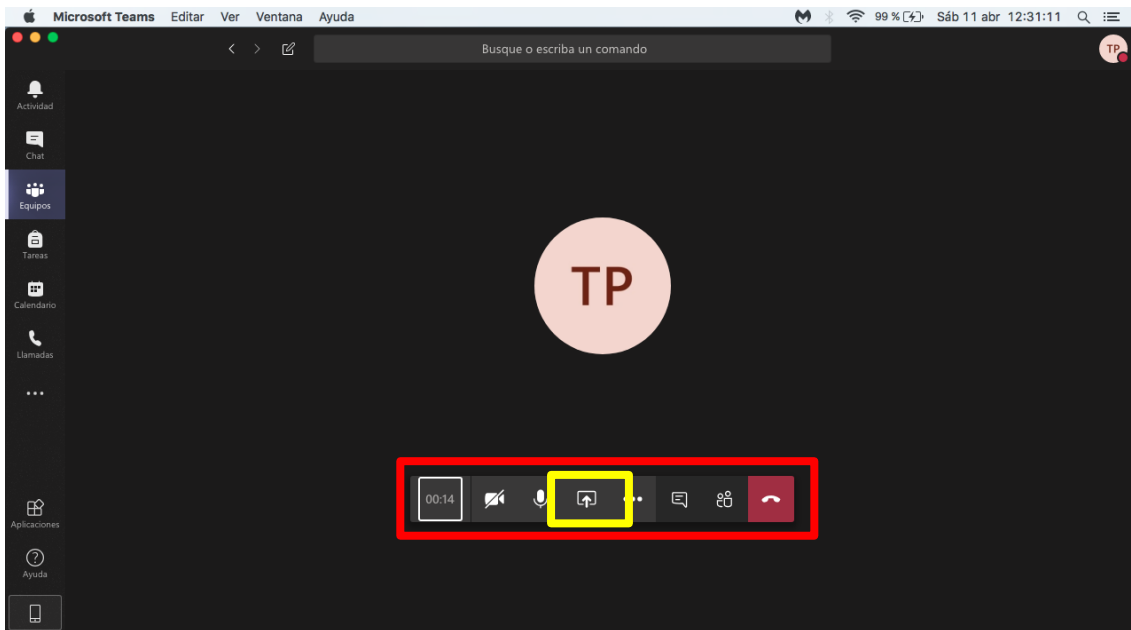 Microsoft Teams Editar Ver Ventana Ayuda 99 % Sáb 11 abr 12:31:11
Busque o escriba un comando
TP
Actividad
Chat
Equipos
Tareas
Calendario
Llamadas
TP
00:14
Aplicaciones
Ayuda